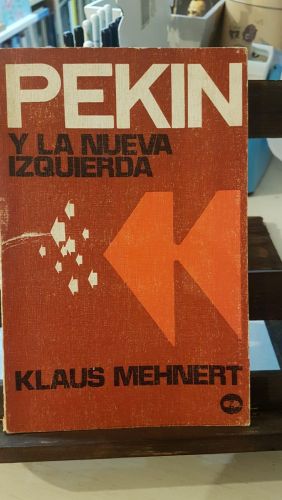 PEKIN
Y LA NUEVA
IZQUIERDA
KLAUS MEHNERT